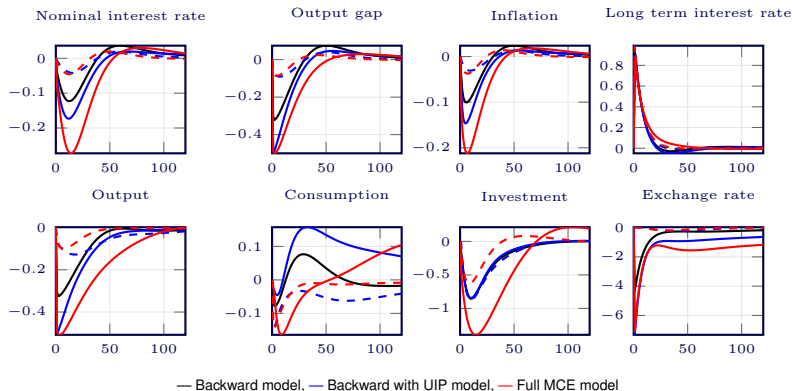 Nominal interest rate
0
−0.1
−0.2
0 50 100
Output gap
0
−0.2
−0.4
0 50 100
Inflation
0
−0.1
−0.2
0 50 100
Long term interest rate
0.8
0.6
0.4
0.2
0
0 50 100
Output
0
−0.2
−0.4
0 50 100
Consumption
0.1
0
−0.1
0 50 100
Investment
0
−0.5
−1
0 50 100
Exchange rate
0
−2
−4
−6
0 50 100
— Backward model, — Backward with UIP model, — Full MCE model